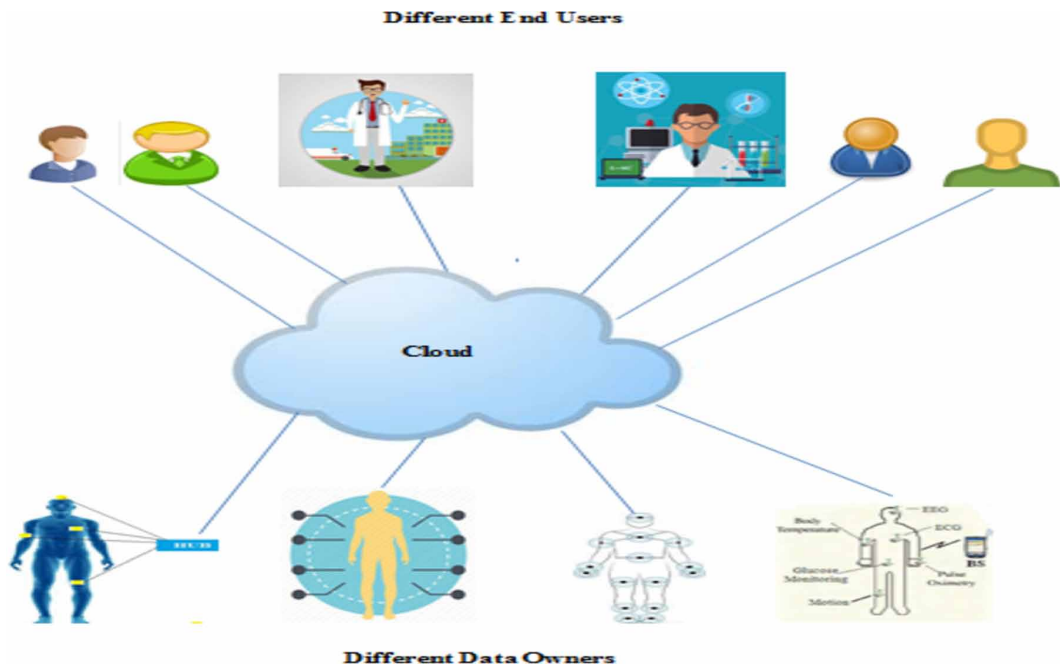 Different End Users
Cloud
HUB
EEG
ECG
Body
Temperature
BS
Glucose
Monitoring
Pulse
Oximetry
Motion
Different Data Owners